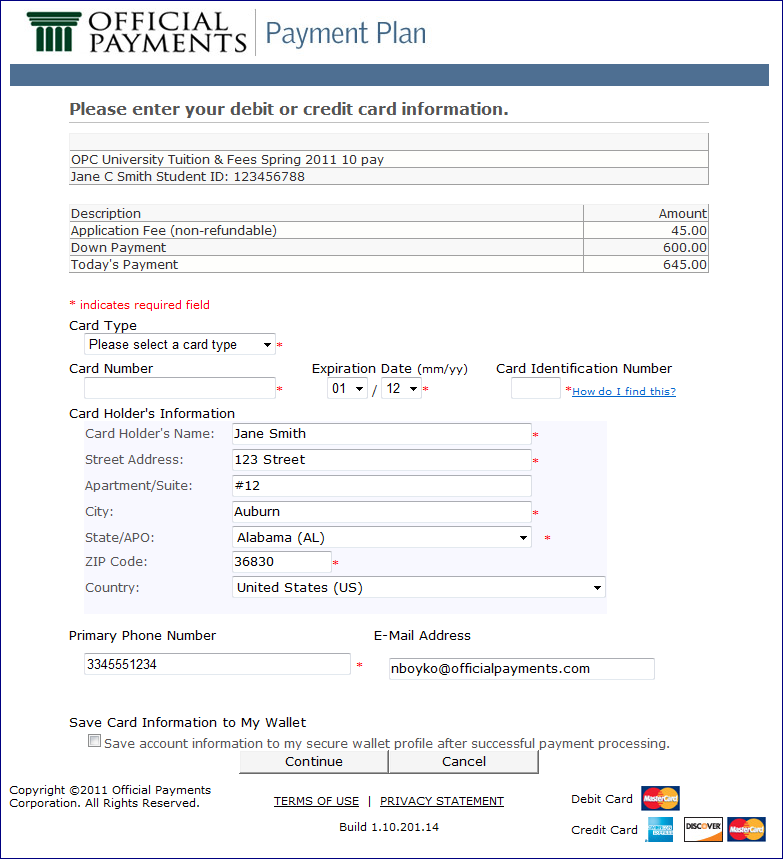 OFFICIAL PAYMENTS Payment Plan
Please enter your debit or credit card information.
OPC University Tuition & Fees Spring 2011 10 pay
Jane C Smith Student ID: 123456788
Description Amount
Application Fee (non-refundable) 45.00
Down Payment 600.00
Today's Payment 645.00
* indicates required field
Card Type
Please select a card type *
Card Number Expiration Date (mm/yy) Card Identification Number
* 01 / 12 * * How do I find this?
Card Holder's Information
Card Holder's Name: Jane Smith *
Street Address: 123 Street *
Apartment/Suite: #12
City: Auburn *
State/APO: Alabama (AL) *
ZIP Code: 36830 *
Country: United States (US)
Primary Phone Number E-Mail Address
3345551234 * nboyko@officialpayments.com
Save Card Information to My Wallet
Save account information to my secure wallet profile after successful payment processing.
Continue Cancel
Copyright ©2011 Official Payments
Corporation. All Rights Reserved.
TERMS OF USE | PRIVACY STATEMENT
Build 1.10.201.14
Debit Card MasterCard
Credit Card AMERICAN EXPRESS DISCOVER MasterCard